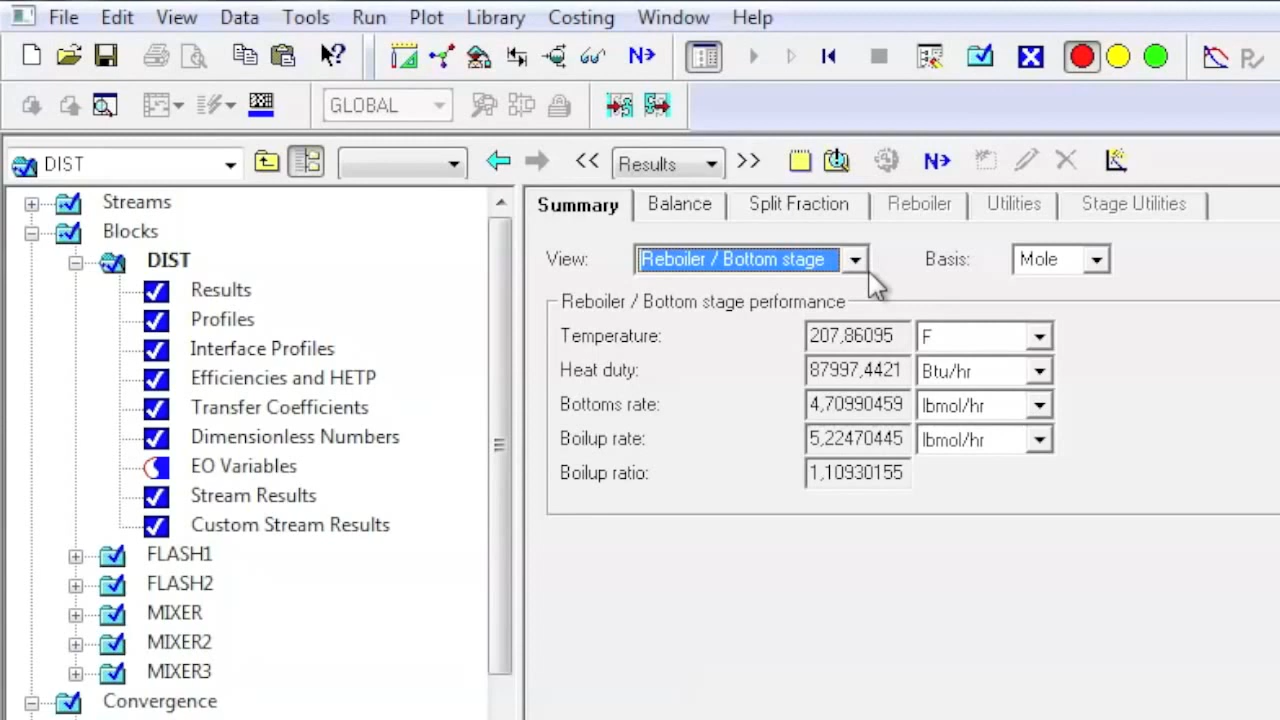 File Edit View Data Tools Run Plot Library Costing Window Help
N->
GLOBAL
DIST
<< Results >> N->
Streams
Blocks
DIST
Results
Profiles
Interface Profiles
Efficiencies and HETP
Transfer Coefficients
Dimensionless Numbers
EO Variables
Stream Results
Custom Stream Results
FLASH1
FLASH2
MIXER
MIXER2
MIXER3
Convergence
Summary Balance Split Fraction Reboiler Utilities Stage Utilities
View: Reboiler / Bottom stage Basis: Mole
Reboiler / Bottom stage performance
Temperature: 207,86095 F
Heat duty: 87997,4421 Btu/hr
Bottoms rate: 4,70990459 lbmol/hr
Boilup rate: 5,22470445 lbmol/hr
Boilup ratio: 1,10930155